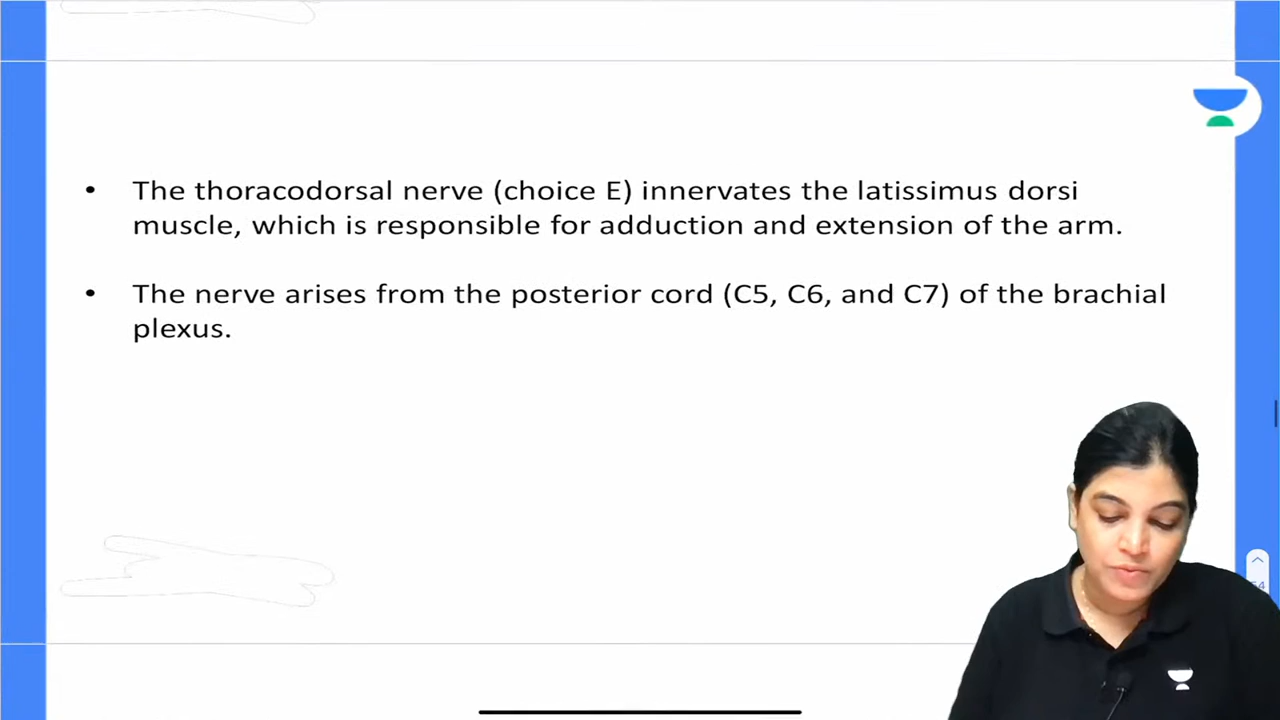 • The thoracodorsal nerve (choice E) innervates the latissimus dorsi
muscle, which is responsible for adduction and extension of the arm.
• The nerve arises from the posterior cord (C5, C6, and C7) of the brachial
plexus.